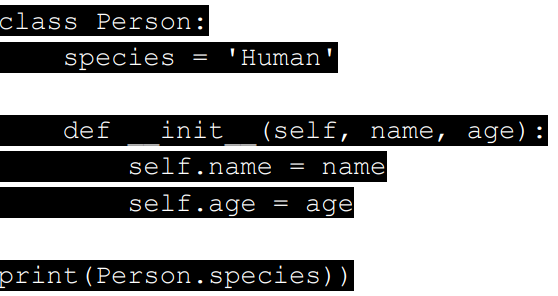 class Person:
    species = 'Human'

    def __init__(self, name, age):
        self.name = name
        self.age = age

print(Person.species))